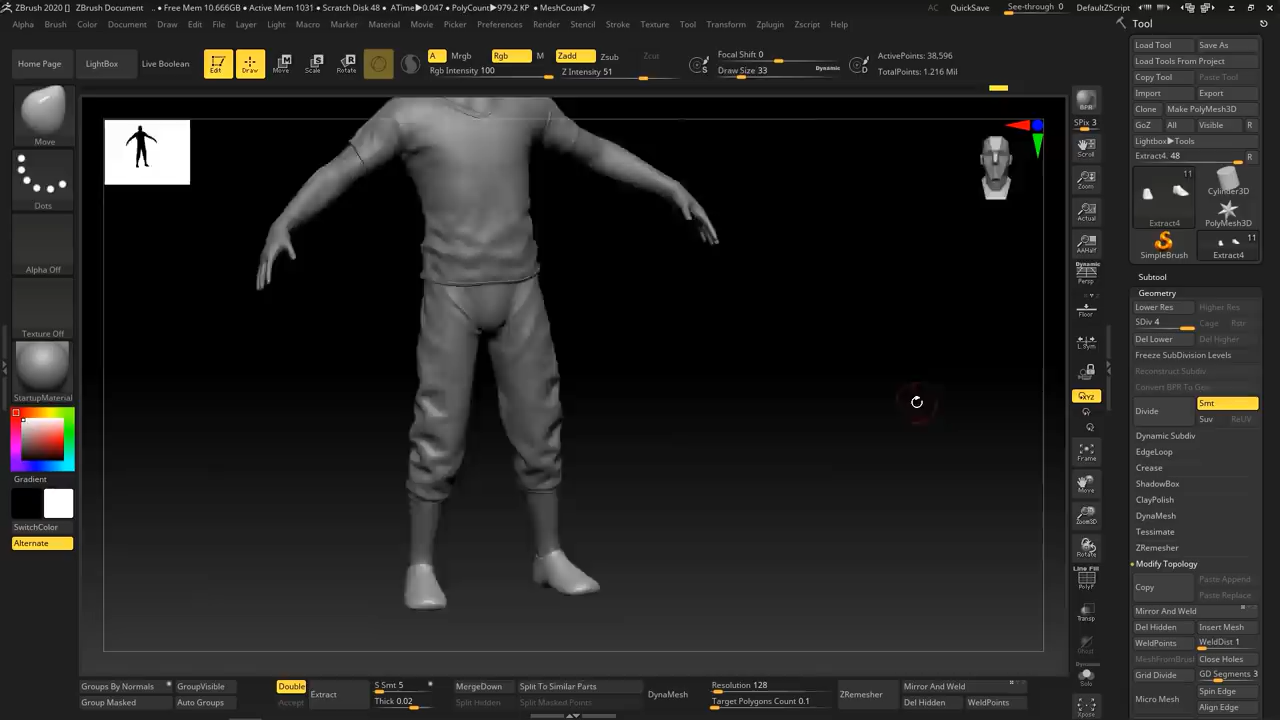 ZBrush 2020 [] ZBrush Document .. • Free Mem 10.666GB • Active Mem 1031 • Scratch Disk 48 • ATime▶0.047 • PolyCount▶979.2 KP • MeshCount▶7 AC QuickSave See-through 0 Menus DefaultZScript
Alpha Brush Color Document Draw Edit File Layer Light Macro Marker Material Movie Picker Preferences Render Stencil Stroke Texture Tool Transform Zplugin Zscript Help
Home Page LightBox Live Boolean Edit Draw Move Scale Rotate
A Mrgb Rgb M Zadd Zsub Zcut
Rgb Intensity 100 Z Intensity 51
Focal Shift 0
Draw Size 33 Dynamic
S D
ActivePoints: 38,596
TotalPoints: 1.216 Mil
Move
Dots
Alpha Off
Texture Off
StartupMaterial
Gradient
SwitchColor
Alternate
BPR
SPix 3
Scroll
Zoom
Actual
AAHalf
Dynamic
Persp
Floor
L.Sym
XYZ
Frame
Move
Zoom3D
Rotate
Line Fill
PolyF
Transp
Ghost
Dynamic
Solo
Xpose
Tool
Load Tool Save As
Load Tools From Project
Copy Tool Paste Tool
Import Export
Clone Make PolyMesh3D
GoZ All Visible R
Lightbox▶Tools
Extract4. 48 R
11
Cylinder3D
Extract4 PolyMesh3D
11
SimpleBrush Extract4
Subtool
Geometry
Lower Res Higher Res
SDiv 4 Cage Rstr
Del Lower Del Higher
Freeze SubDivision Levels
Reconstruct Subdiv
Convert BPR To Geo
Divide Smt
Suv ReUV
Dynamic Subdiv
EdgeLoop
Crease
ShadowBox
ClayPolish
DynaMesh
Tessimate
ZRemesher
Modify Topology
Copy Paste Append
Paste Replace
Mirror And Weld
Del Hidden Insert Mesh
WeldPoints WeldDist 1
MeshFromBrush Close Holes
Grid Divide GD Segments 3
Micro Mesh Spin Edge
Align Edge
Groups By Normals GroupVisible Double Extract S Smt 5 MergeDown Split To Similar Parts DynaMesh Resolution 128 ZRemesher Mirror And Weld
Group Masked Auto Groups Accept Thick 0.02 Split Hidden Split Masked Points Target Polygons Count 0.1 Del Hidden WeldPoints